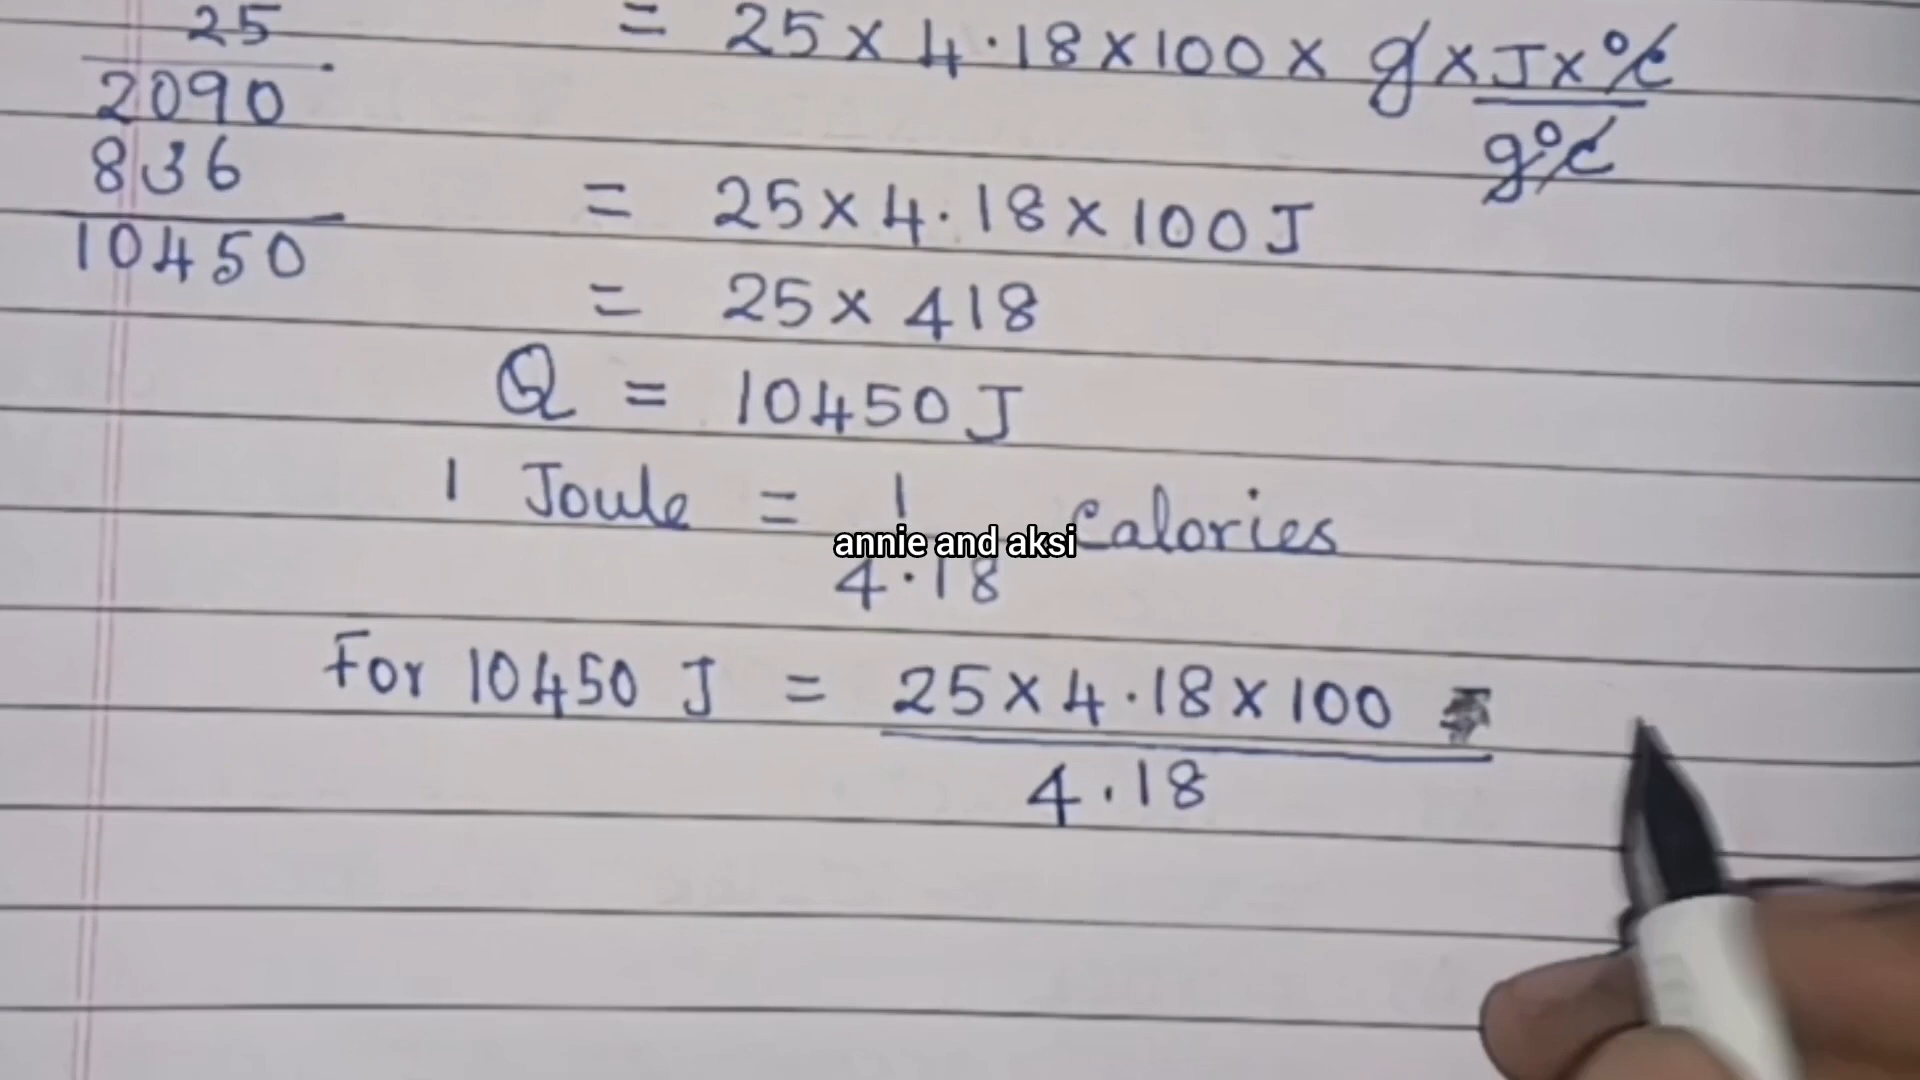 25
2090
836
10450
= 25 × 4.18 × 100 × g × J × °C
g°C
= 25 × 4.18 × 100 J
= 25 × 418
Q = 10450 J
1 Joule = 1 Calories
4.18
annie and aksi
For 10450 J = 25 × 4.18 × 100
4.18